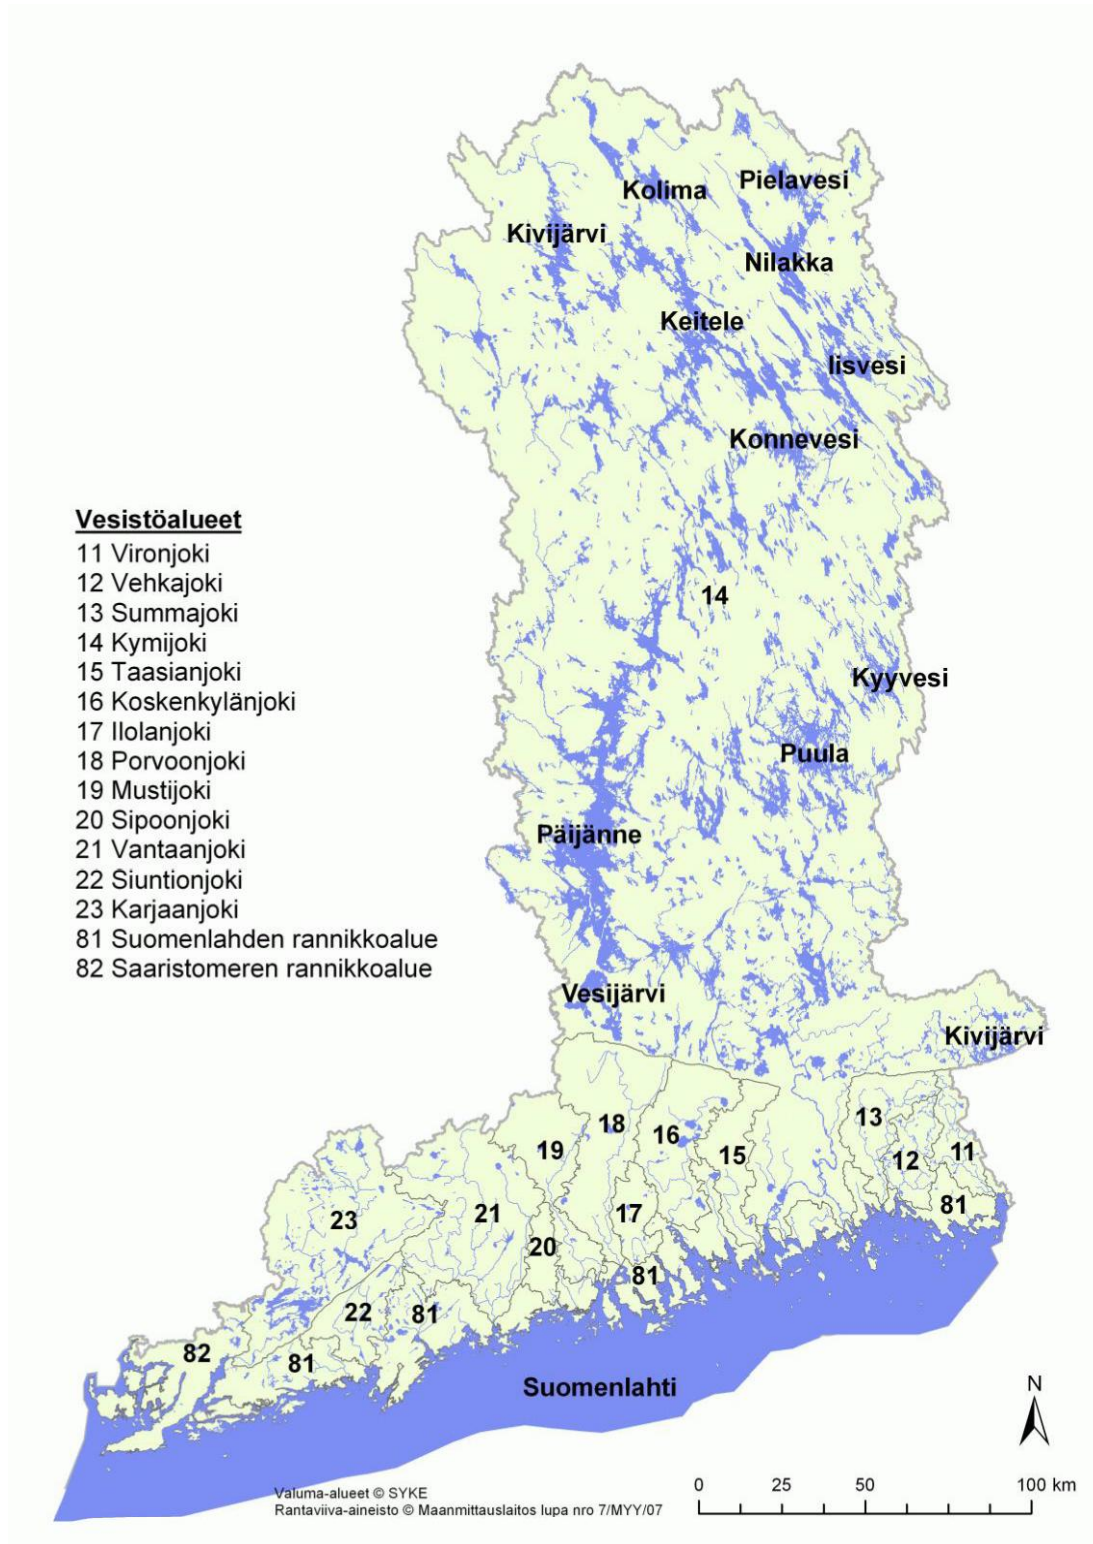 Kolima
Pielavesi
Kivijärvi
Nilakka
Keitele
Iisvesi
Konnevesi
Vesistöalueet
11 Vironjoki
12 Vehkajoki
13 Summajoki
14 Kymijoki
15 Taasianjoki
16 Koskenkylänjoki
17 Ilolanjoki
18 Porvoonjoki
19 Mustijoki
20 Sipoonjoki
21 Vantaanjoki
22 Siuntionjoki
23 Karjaanjoki
81 Suomenlahden rannikkoalue
82 Saaristomeren rannikkoalue
14
Kyyvesi
Puula
Päijänne
Vesijärvi
Kivijärvi
13
18
16
19
15
12
11
81
23
21
17
20
81
22
81
82
81
Suomenlahti
N
0 25 50 100 km
Valuma-alueet © SYKE
Rantaviiva-aineisto © Maanmittauslaitos lupa nro 7/MYY/07